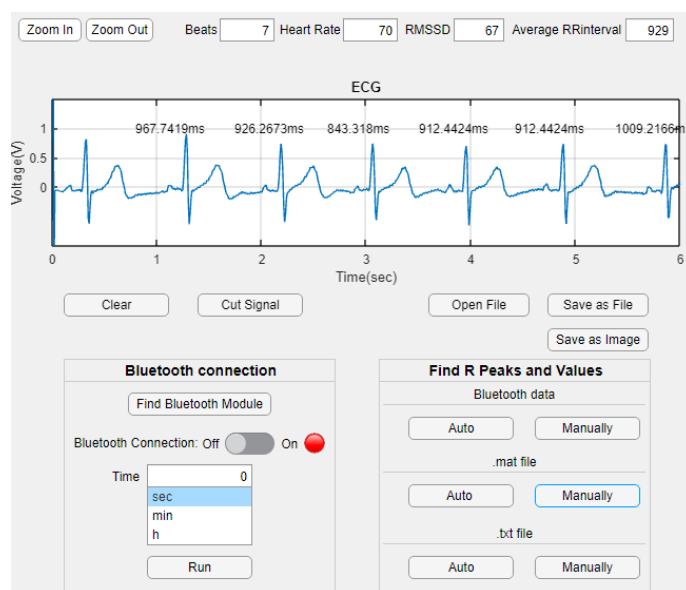 Zoom In Zoom Out Beats 7 Heart Rate 70 RMSSD 67 Average RRinterval 929
ECG
967.7419ms 926.2673ms 843.318ms 912.4424ms 912.4424ms 1009.2166m
1
0.5
0
Voltage(V)
0 1 2 3 4 5 6
Time(sec)
Clear Cut Signal Open File Save as File
Save as Image
Bluetooth connection
Find Bluetooth Module
Bluetooth Connection: Off On
Time 0
sec
min
h
Run
Find R Peaks and Values
Bluetooth data
Auto Manually
.mat file
Auto Manually
.txt file
Auto Manually